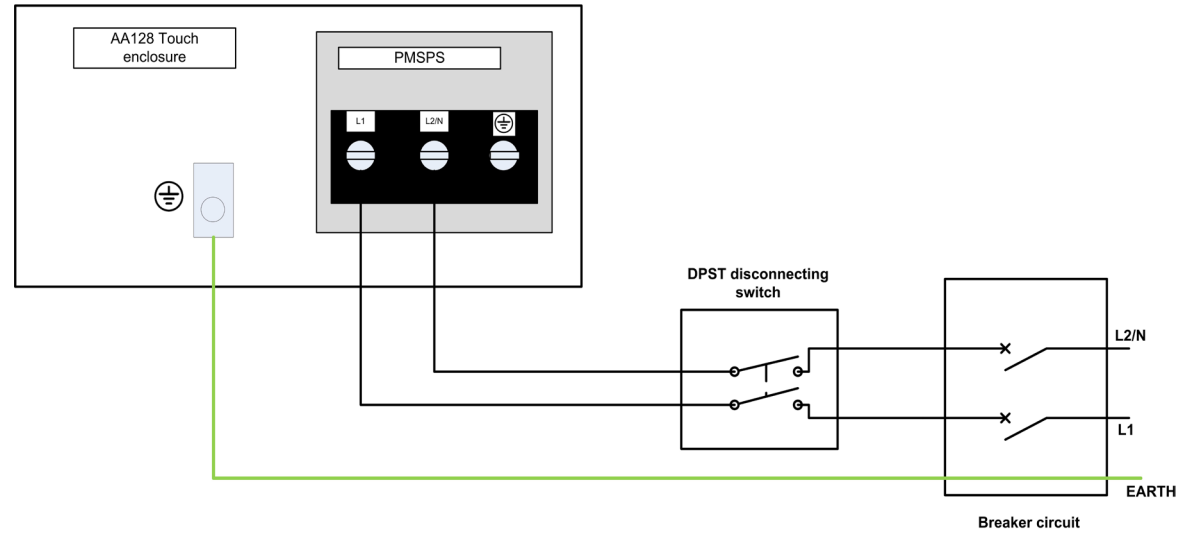 AA128 Touch
enclosure
PMSPS
L1
L2/N
DPST disconnecting
switch
L2/N
L1
EARTH
Breaker circuit